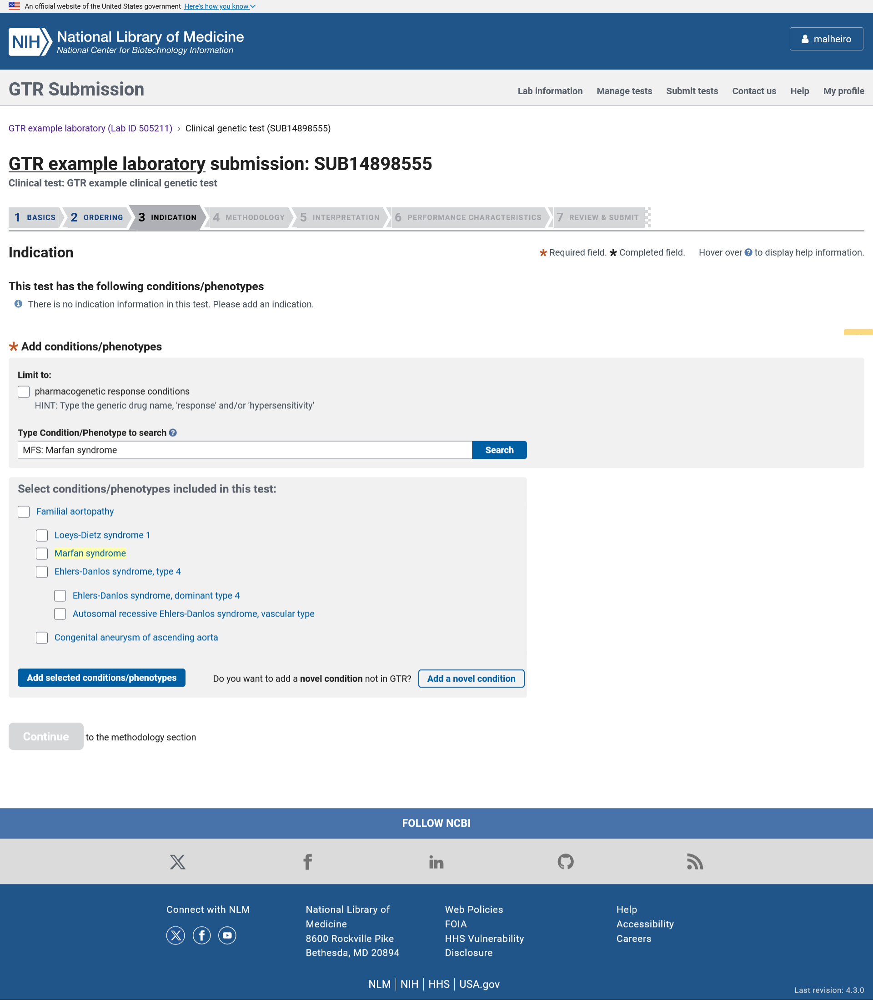 An official website of the United States government Here's how you know
NIH National Library of Medicine
National Center for Biotechnology Information
malheiro
GTR Submission
Lab information Manage tests Submit tests Contact us Help My profile
GTR example laboratory (Lab ID 505211) › Clinical genetic test (SUB14898555)
GTR example laboratory submission: SUB14898555
Clinical test: GTR example clinical genetic test
1 BASICS 2 ORDERING 3 INDICATION 4 METHODOLOGY 5 INTERPRETATION 6 PERFORMANCE CHARACTERISTICS 7 REVIEW & SUBMIT
Indication
* Required field. * Completed field. Hover over ? to display help information.
This test has the following conditions/phenotypes
There is no indication information in this test. Please add an indication.
* Add conditions/phenotypes
Limit to:
pharmacogenetic response conditions
HINT: Type the generic drug name, 'response' and/or 'hypersensitivity'
Type Condition/Phenotype to search ?
MFS: Marfan syndrome
Search
Select conditions/phenotypes included in this test:
Familial aortopathy
Loeys-Dietz syndrome 1
Marfan syndrome
Ehlers-Danlos syndrome, type 4
Ehlers-Danlos syndrome, dominant type 4
Autosomal recessive Ehlers-Danlos syndrome, vascular type
Congenital aneurysm of ascending aorta
Add selected conditions/phenotypes Do you want to add a novel condition not in GTR? Add a novel condition
Continue to the methodology section
FOLLOW NCBI
Connect with NLM
National Library of
Medicine
8600 Rockville Pike
Bethesda, MD 20894
Web Policies
FOIA
HHS Vulnerability
Disclosure
Help
Accessibility
Careers
NLM | NIH | HHS | USA.gov
Last revision: 4.3.0